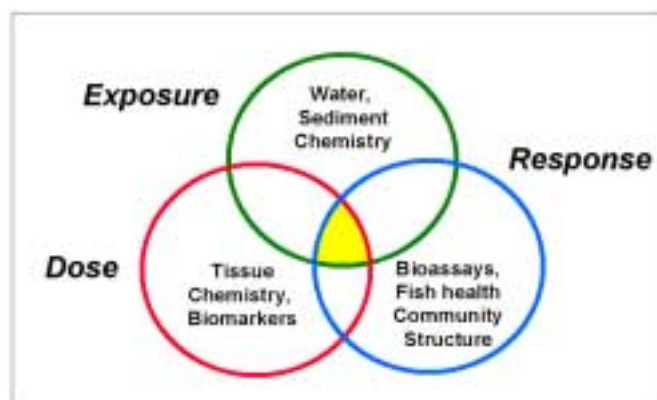 Exposure
Water,
Sediment
Chemistry
Response
Dose
Tissue
Chemistry,
Biomarkers
Bioassays,
Fish health
Community
Structure